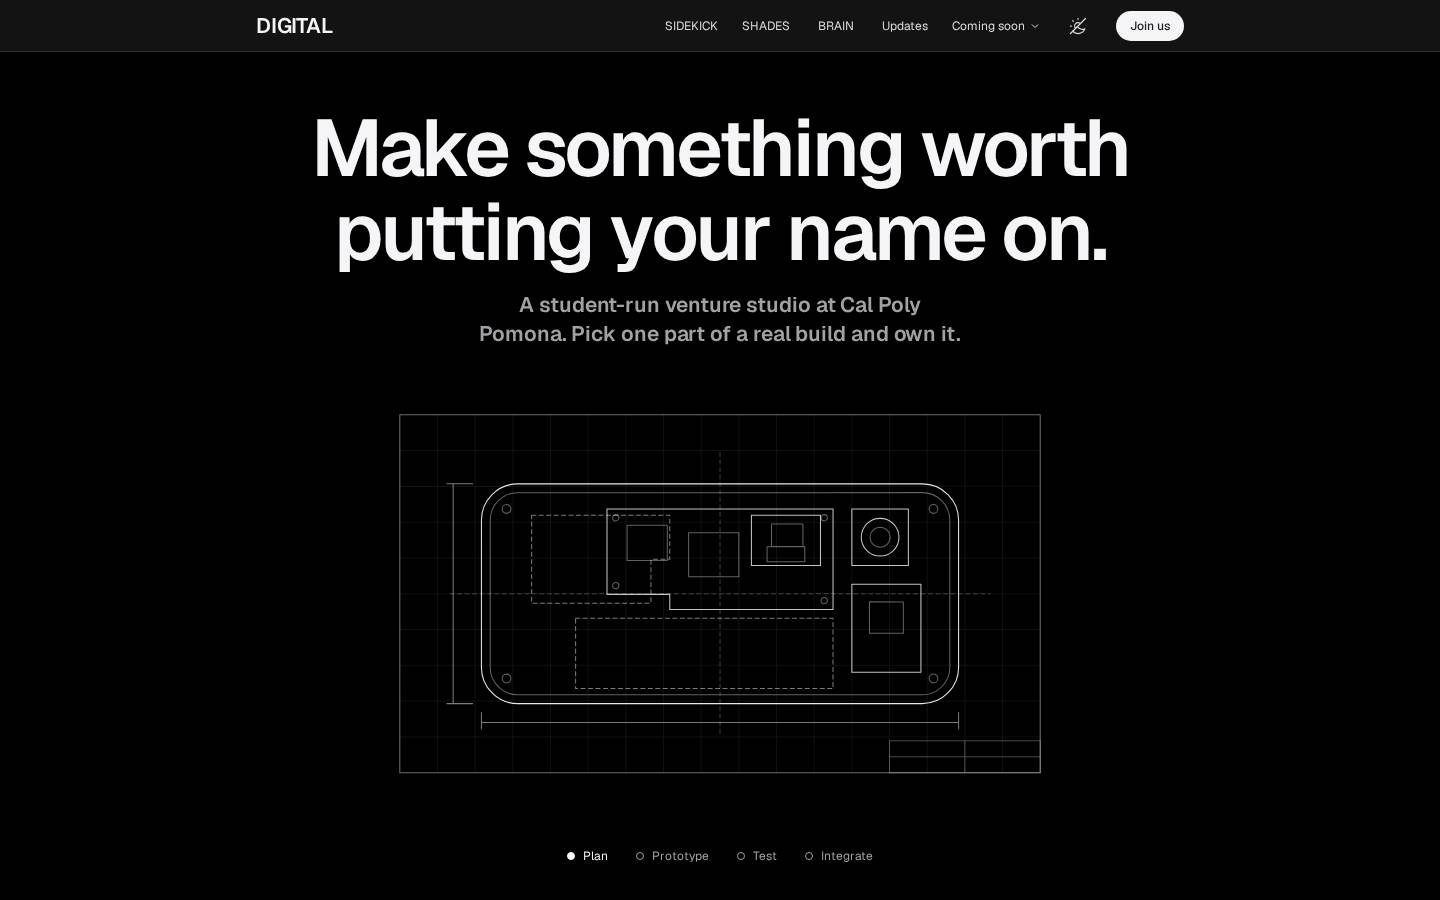 DIGITAL
SIDEKICK SHADES BRAIN Updates Coming soon Join us
Make something worth
putting your name on.
A student-run venture studio at Cal Poly
Pomona. Pick one part of a real build and own it.
Plan Prototype Test Integrate